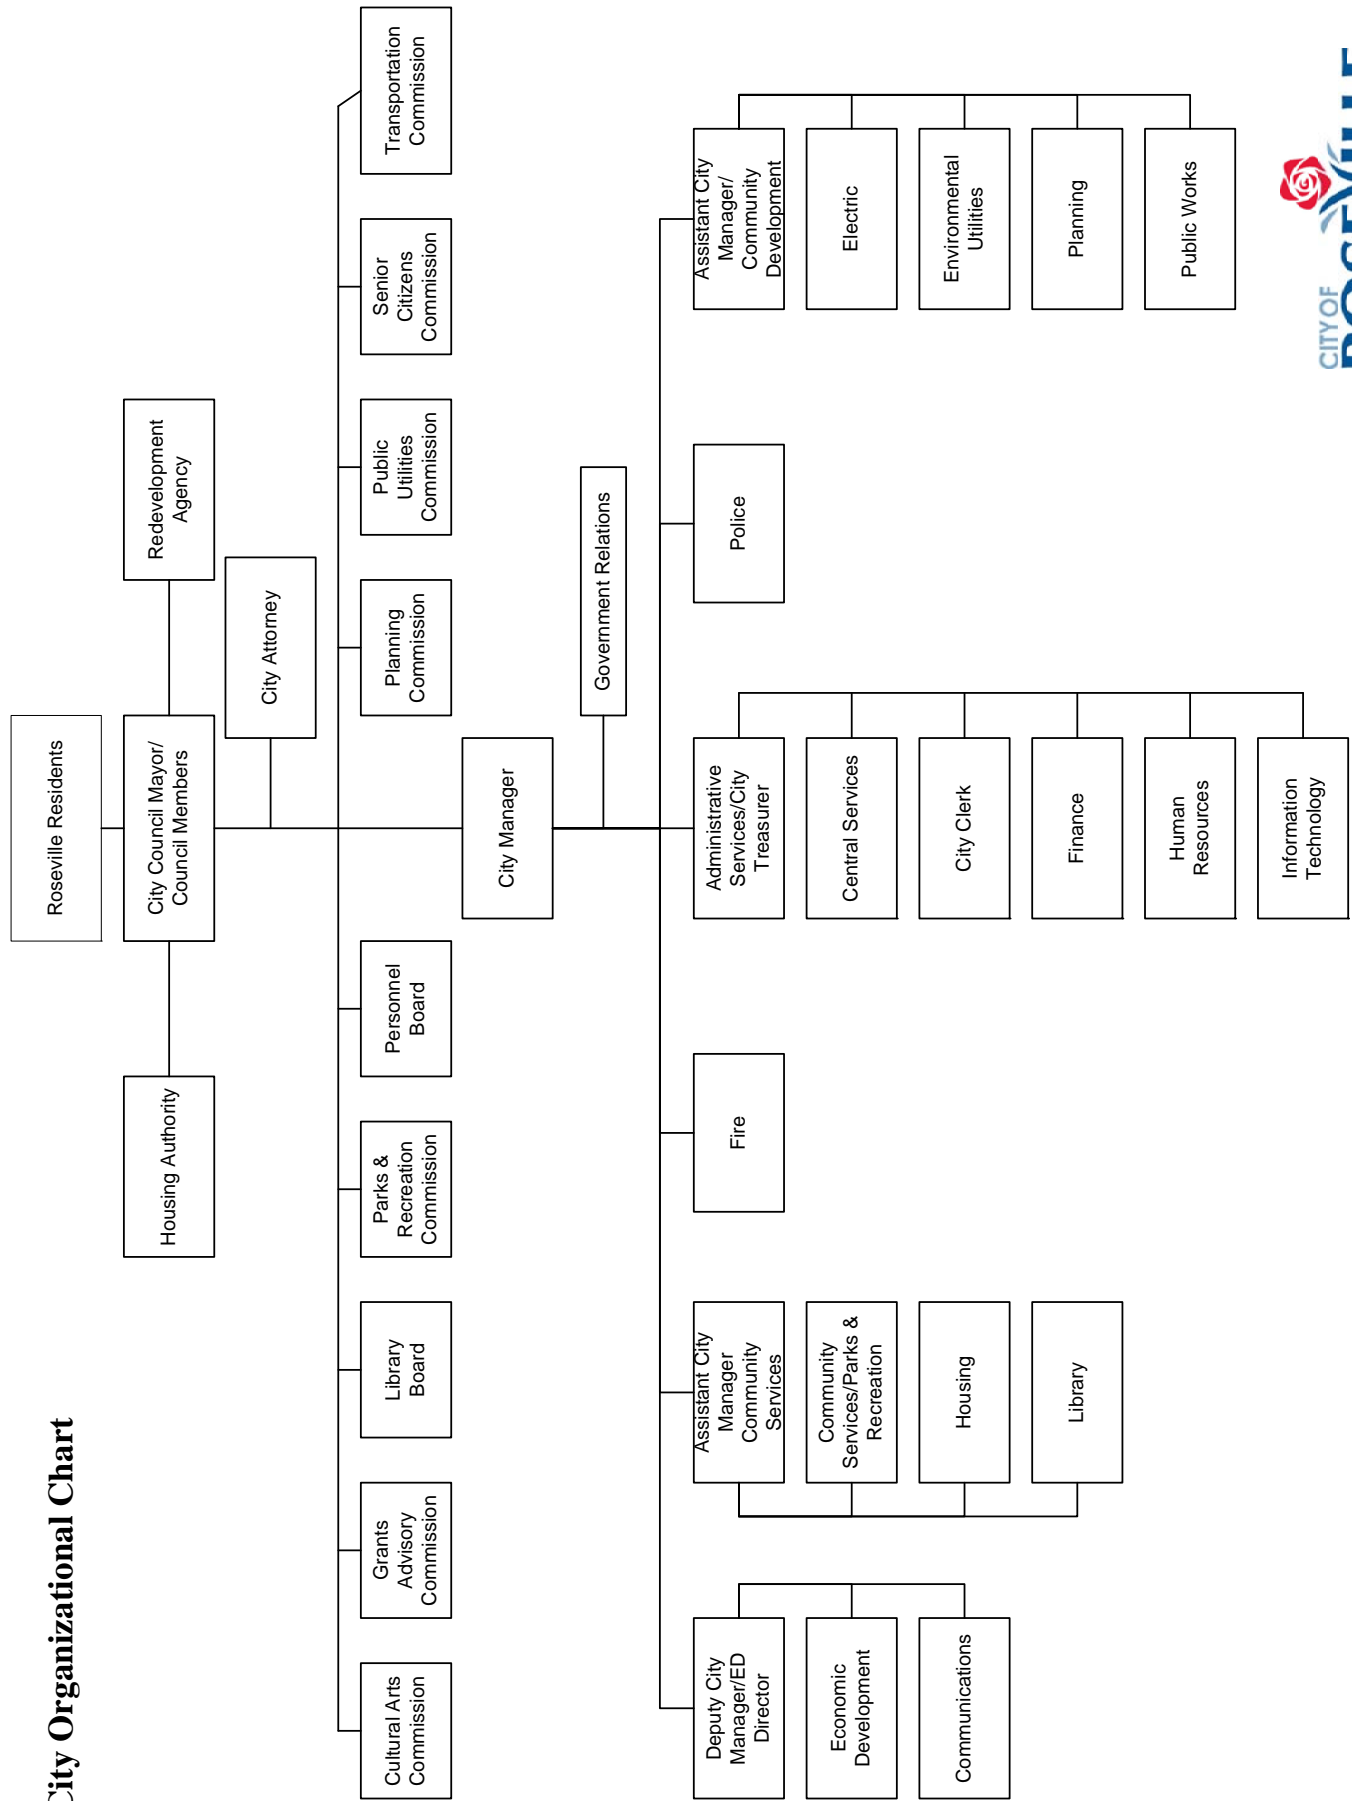 City Organizational Chart
Roseville Residents
Housing Authority
City Council Mayor/
Council Members
Redevelopment
Agency
City Attorney
Cultural Arts
Commission
Grants
Advisory
Commission
Library
Board
Parks &
Recreation
Commission
Personnel
Board
Planning
Commission
Public
Utilities
Commission
Senior
Citizens
Commission
Transportation
Commission
City Manager
Government Relations
Deputy City
Manager/ED
Director
Economic
Development
Communications
Assistant City
Manager
Community
Services
Community
Services/Parks &
Recreation
Housing
Library
Fire
Administrative
Services/City
Treasurer
Central Services
City Clerk
Finance
Human
Resources
Information
Technology
Police
Assistant City
Manager/
Community
Development
Electric
Environmental
Utilities
Planning
Public Works
CITY OF
ROSEVILLE